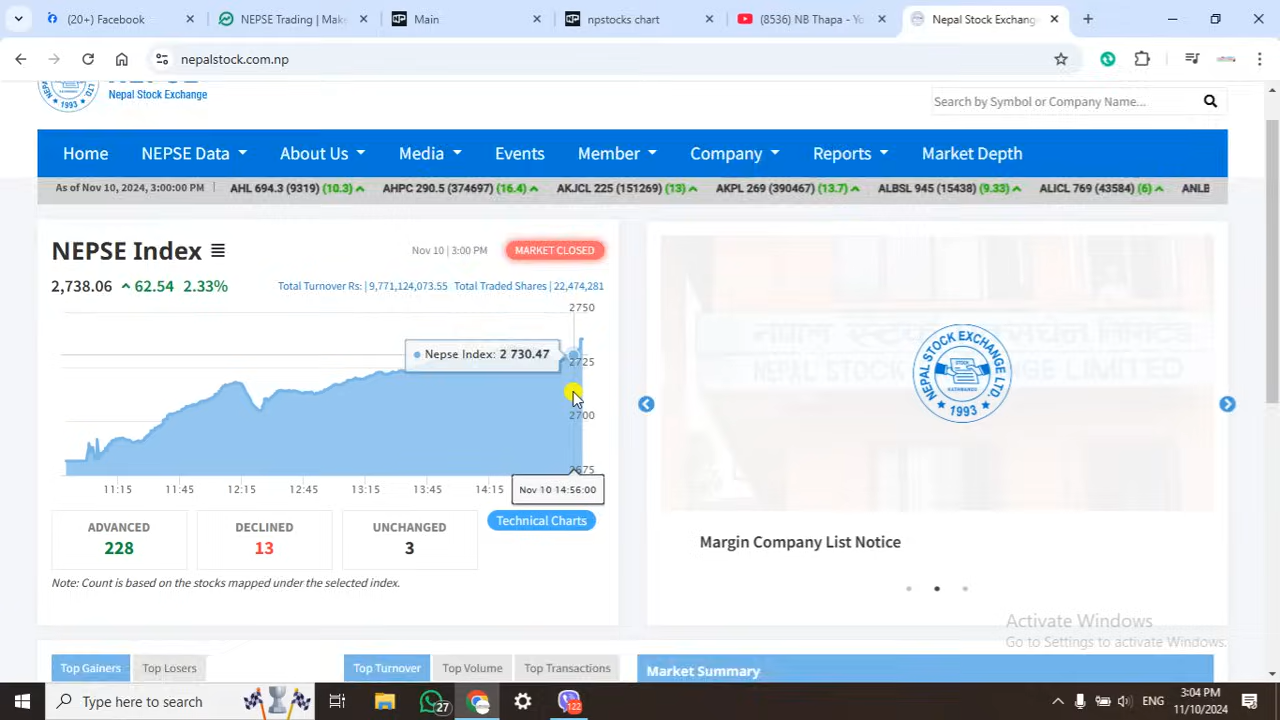 (20+) Facebook
NEPSE Trading | Mak
Main
npstocks chart
(8536) NB Thapa - Yo
Nepal Stock Exchang
nepalstock.com.np
Nepal Stock Exchange
1993
Search by Symbol or Company Name...
Home NEPSE Data About Us Media Events Member Company Reports Market Depth
As of Nov 10, 2024, 3:00:00 PM | AHL 694.3 (9319) (10.3) AHPC 290.5 (374697) (16.4) AKJCL 225 (151269) (13) AKPL 269 (390467) (13.7) ALBSL 945 (15438) (9.33) ALICL 769 (43584) (6) ANLB
NEPSE Index
Nov 10 | 3:00 PM
MARKET CLOSED
2,738.06 62.54 2.33%
Total Turnover Rs: | 9,771,124,073.55 Total Traded Shares | 22,474,281
2750
Nepse Index: 2 730.47
2725
2700
2675
11:15 11:45 12:15 12:45 13:15 13:45 14:15
Nov 10 14:56:00
ADVANCED
228
DECLINED
13
UNCHANGED
3
Technical Charts
Note: Count is based on the stocks mapped under the selected index.
NEPAL STOCK EXCHANGE LTD.
STOCK
1993
Margin Company List Notice
Activate Windows
Go to Settings to activate Windows.
Top Gainers Top Losers
Top Turnover Top Volume Top Transactions
Market Summary
Type here to search
27
122
ENG
3:04 PM
11/10/2024